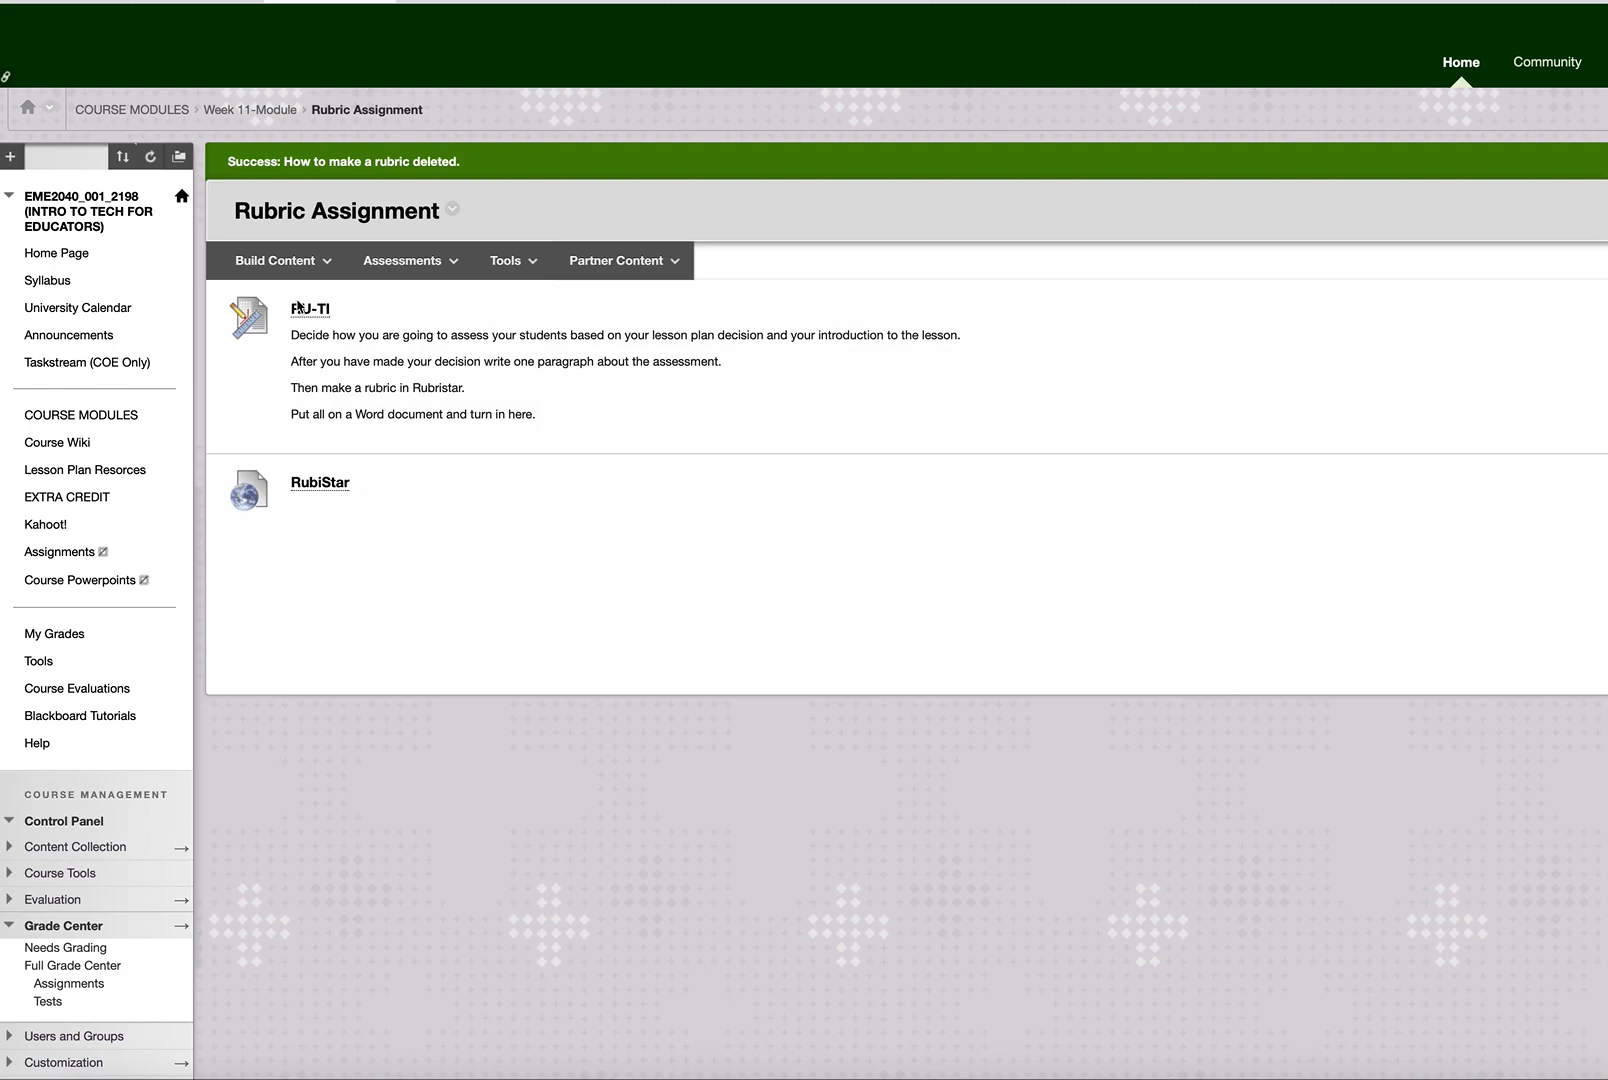 Home
Community
COURSE MODULES › Week 11-Module › Rubric Assignment
Success: How to make a rubric deleted.
EME2040_001_2198
(INTRO TO TECH FOR
EDUCATORS)
Home Page
Syllabus
University Calendar
Announcements
Taskstream (COE Only)
COURSE MODULES
Course Wiki
Lesson Plan Resorces
EXTRA CREDIT
Kahoot!
Assignments
Course Powerpoints
My Grades
Tools
Course Evaluations
Blackboard Tutorials
Help
COURSE MANAGEMENT
Control Panel
Content Collection
Course Tools
Evaluation
Grade Center
Needs Grading
Full Grade Center
Assignments
Tests
Users and Groups
Customization
Rubric Assignment
Build Content
Assessments
Tools
Partner Content
Decide how you are going to assess your students based on your lesson plan decision and your introduction to the lesson.
After you have made your decision write one paragraph about the assessment.
Then make a rubric in Rubristar.
Put all on a Word document and turn in here.
RubiStar